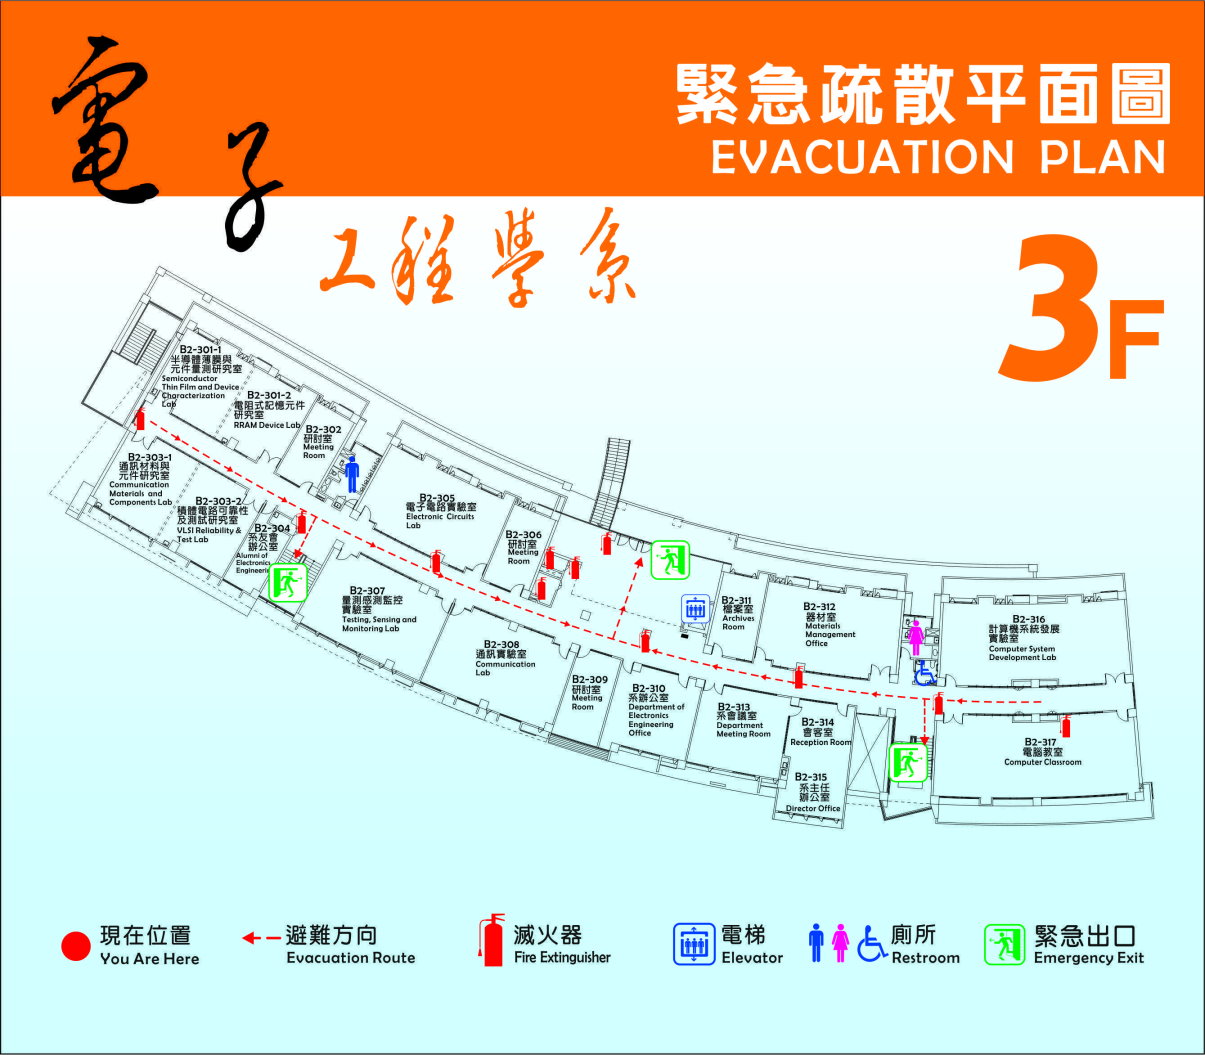 電子
工程學系
緊急疏散平面圖
EVACUATION PLAN
3F
B2-301-1
半導體薄膜與
元件量測研究室
Semiconductor
Thin Film and Device
Characterization
Lab
B2-301-2
電阻式記憶元件
研究室
RRAM Device Lab
B2-302
研討室
Meeting
Room
B2-303-1
通訊材料與
元件研究室
Communication
Materials and
Components Lab
B2-303-2
積體電路可靠性
及測試研究室
VLSI Reliability &
Test Lab
B2-304
系友會
辦公室
Alumni of
Electronics
Engineeri
B2-305
電子電路實驗室
Electronic Circuits
Lab
B2-306
研討室
Meeting
Room
B2-307
量測感測監控
實驗室
Testing, Sensing and
Monitoring Lab
B2-308
通訊實驗室
Communication
Lab
B2-309
研討室
Meeting
Room
B2-310
系辦公室
Department of
Electronics
Engineering
Office
B2-311
檔案室
Archives
Room
B2-312
器材室
Materials
Management
Office
B2-313
系會議室
Department
Meeting Room
B2-314
會客室
Reception Room
B2-315
系主任
辦公室
Director Office
B2-316
計算機系統發展
實驗室
Computer System
Development Lab
B2-317
電腦教室
Computer Classroom
現在位置
You Are Here
避難方向
Evacuation Route
滅火器
Fire Extinguisher
電梯
Elevator
廁所
Restroom
緊急出口
Emergency Exit